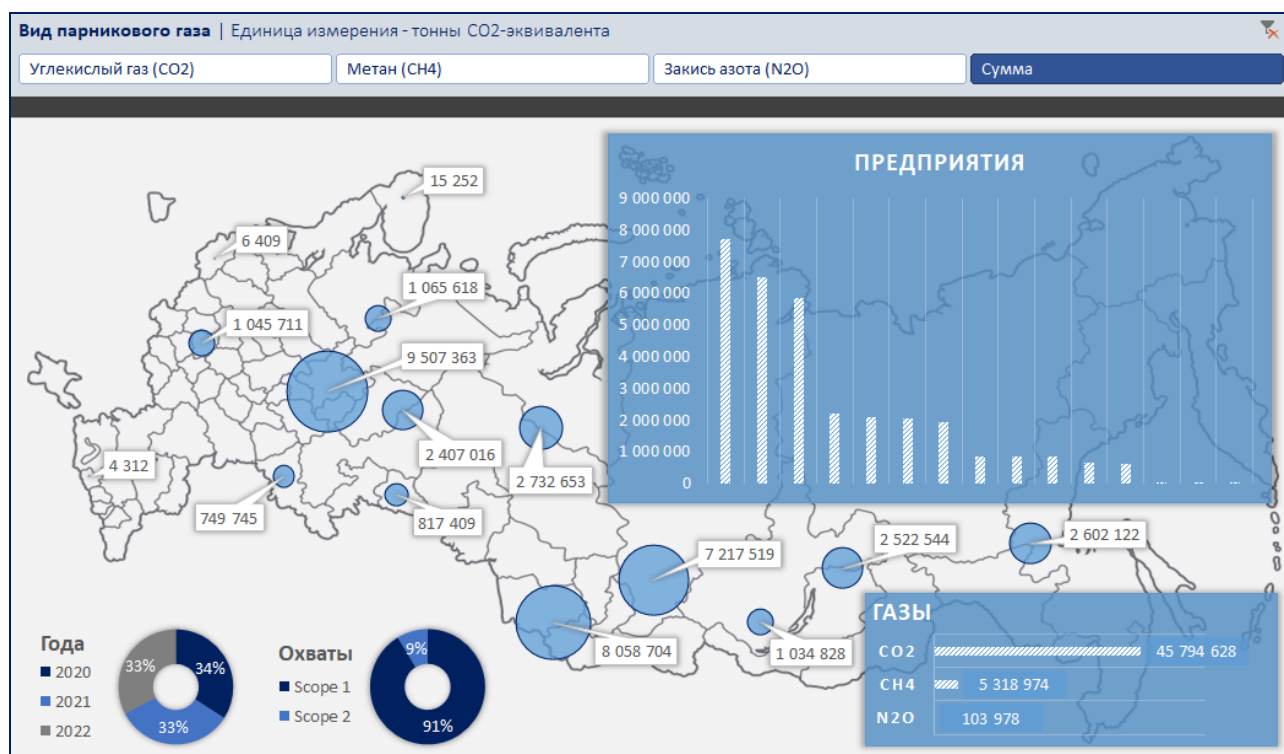 Вид парникового газа | Единица измерения - тонны CO2-эквивалента
Углекислый газ (CO2)
Метан (CH4)
Закись азота (N2O)
Сумма
ПРЕДПРИЯТИЯ
9 000 000
8 000 000
7 000 000
6 000 000
5 000 000
4 000 000
3 000 000
2 000 000
1 000 000
0
15 252
6 409
1 065 618
1 045 711
9 507 363
2 407 016
2 732 653
4 312
749 745
817 409
7 217 519
2 522 544
2 602 122
8 058 704
1 034 828
Года
2020
2021
2022
33%
34%
33%
Охваты
Scope 1
Scope 2
9%
91%
ГАЗЫ
CO2 45 794 628
CH4 5 318 974
N2O 103 978